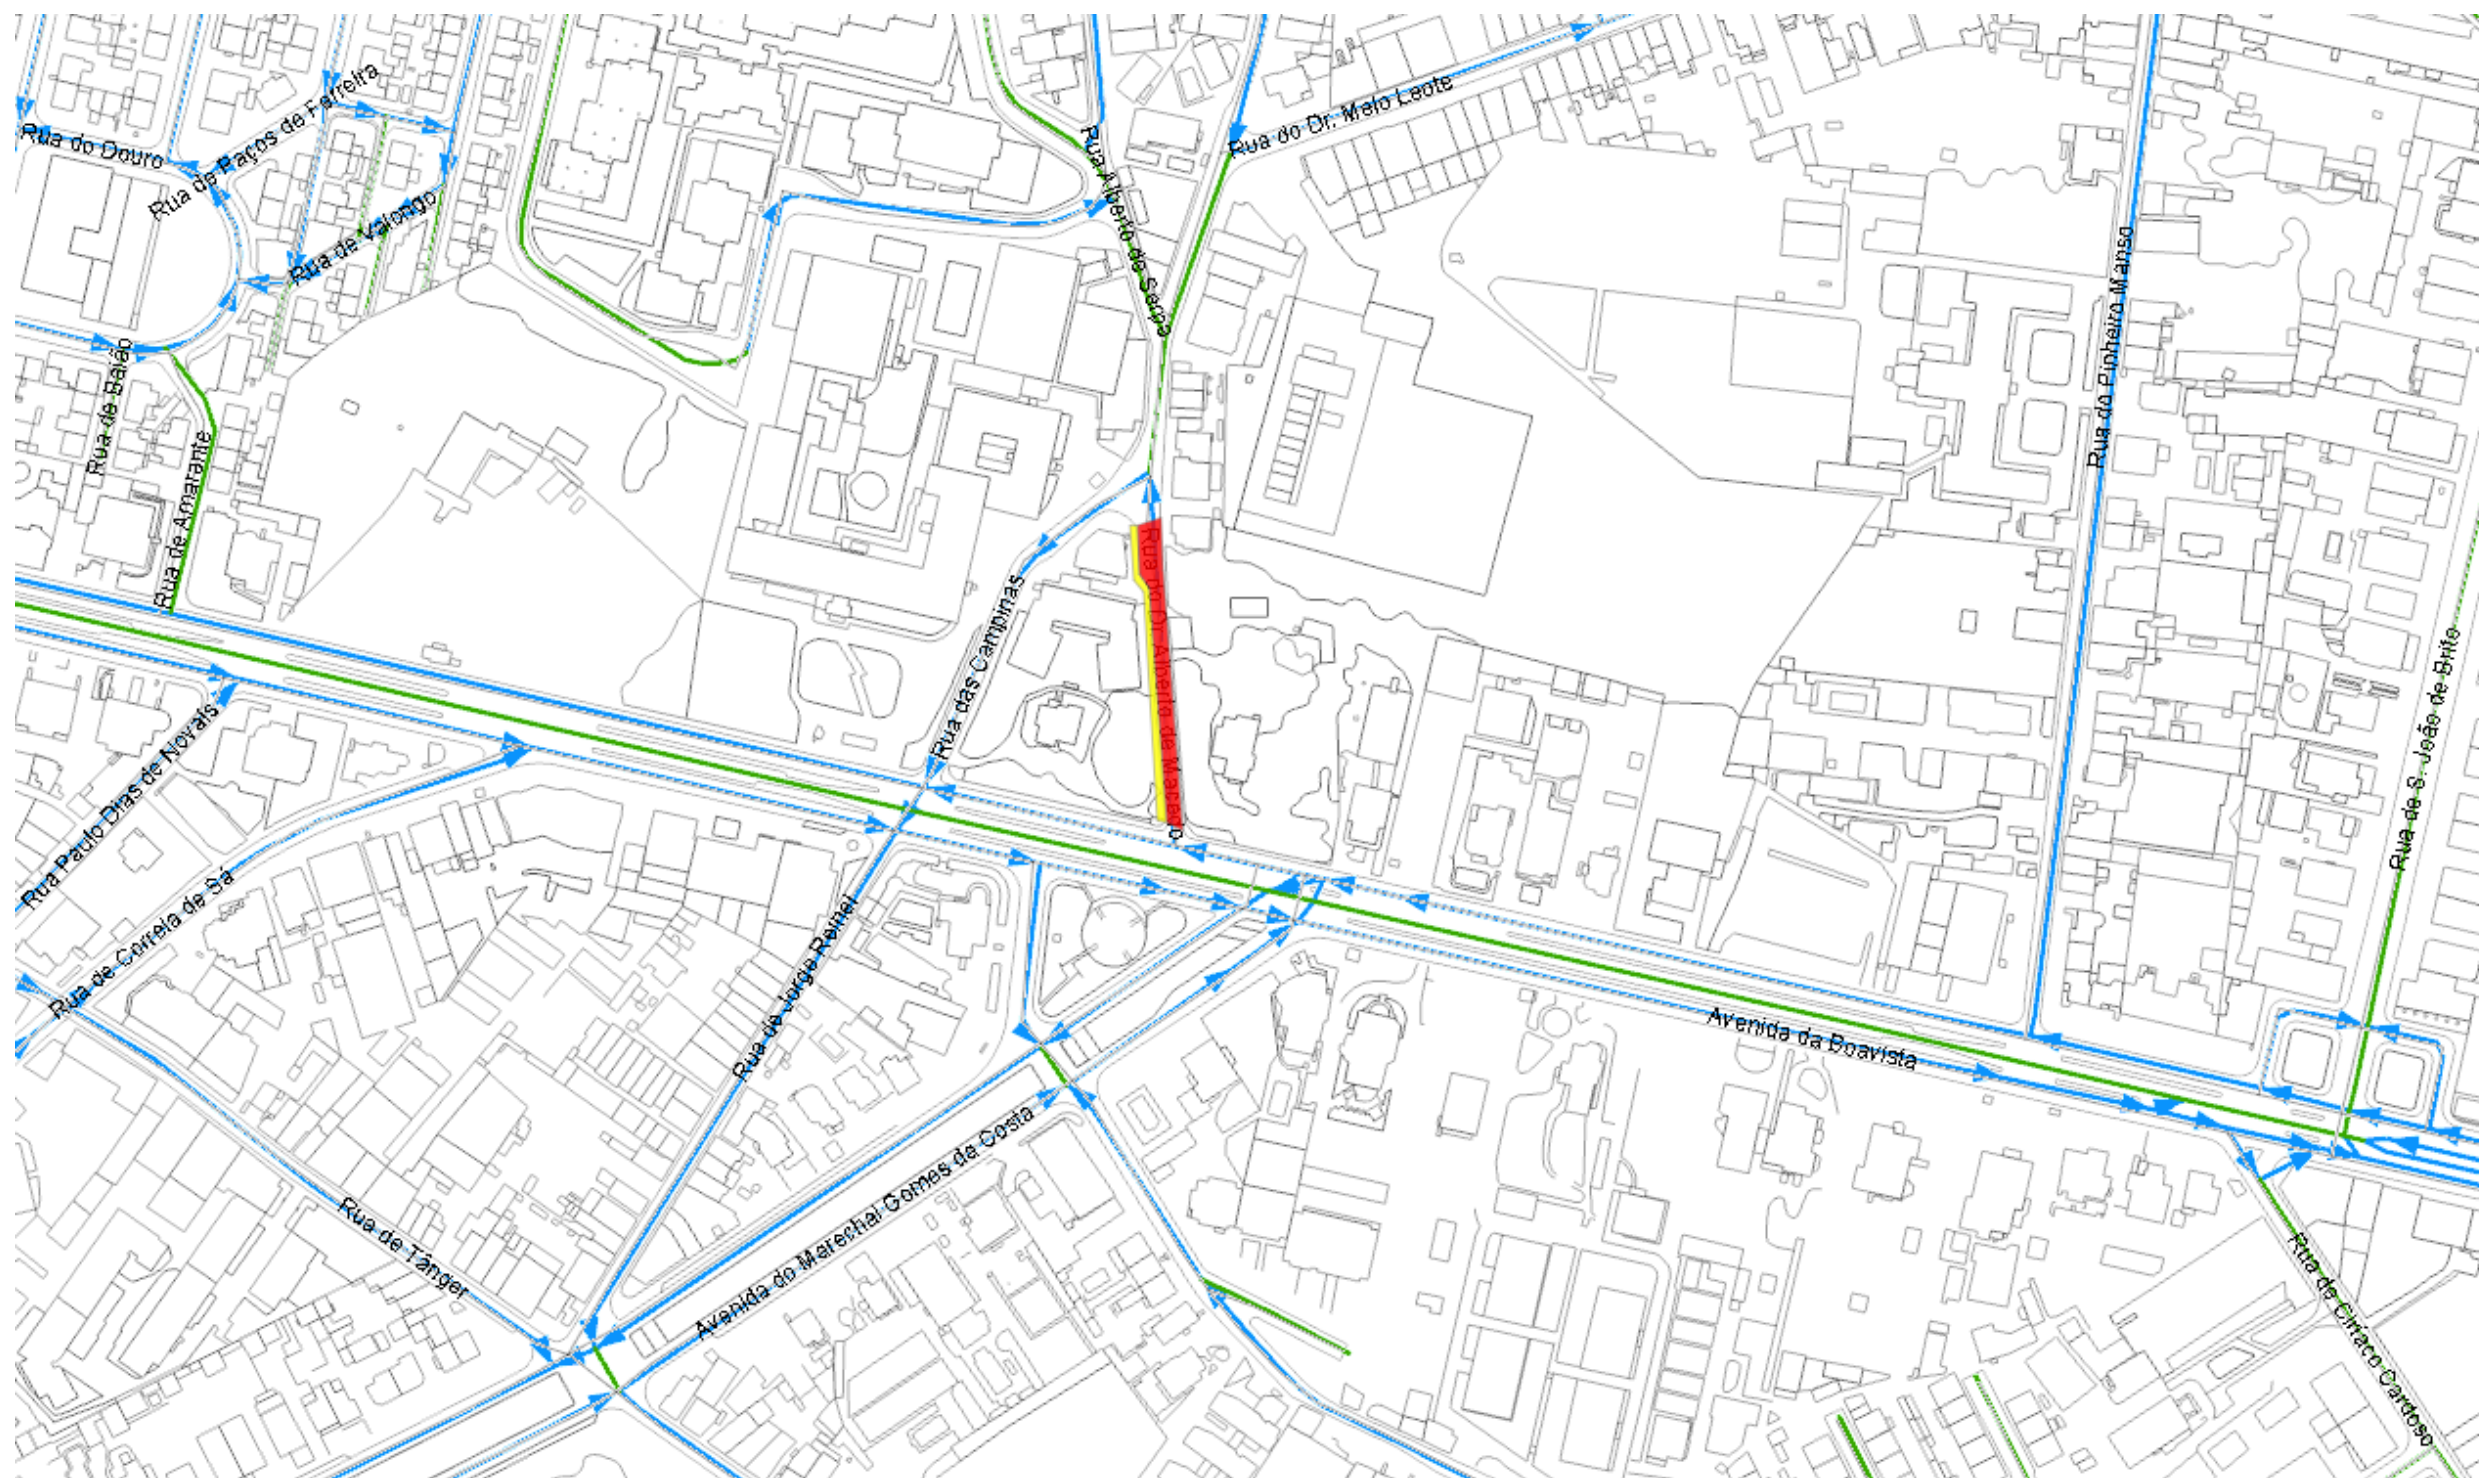 Rua de Paços de Ferreira
Rua do Douro
Rua Alberto de Serpa
Rua do Dr. Melo Leote
Rua de Valongo
Rua do Pinheiro Manso
Rua de Baião
Rua de Amarante
Rua do Dr. Alberto de Macedo
Rua das Campinas
Rua de S. João de Brito
Rua Paulo Dias de Novais
Rua de Correia de Sá
Rua de Jorge Reinel
Avenida da Boavista
Avenida do Marechal Gomes da Costa
Rua de Tânger
Rua de Ciríaco Cardoso